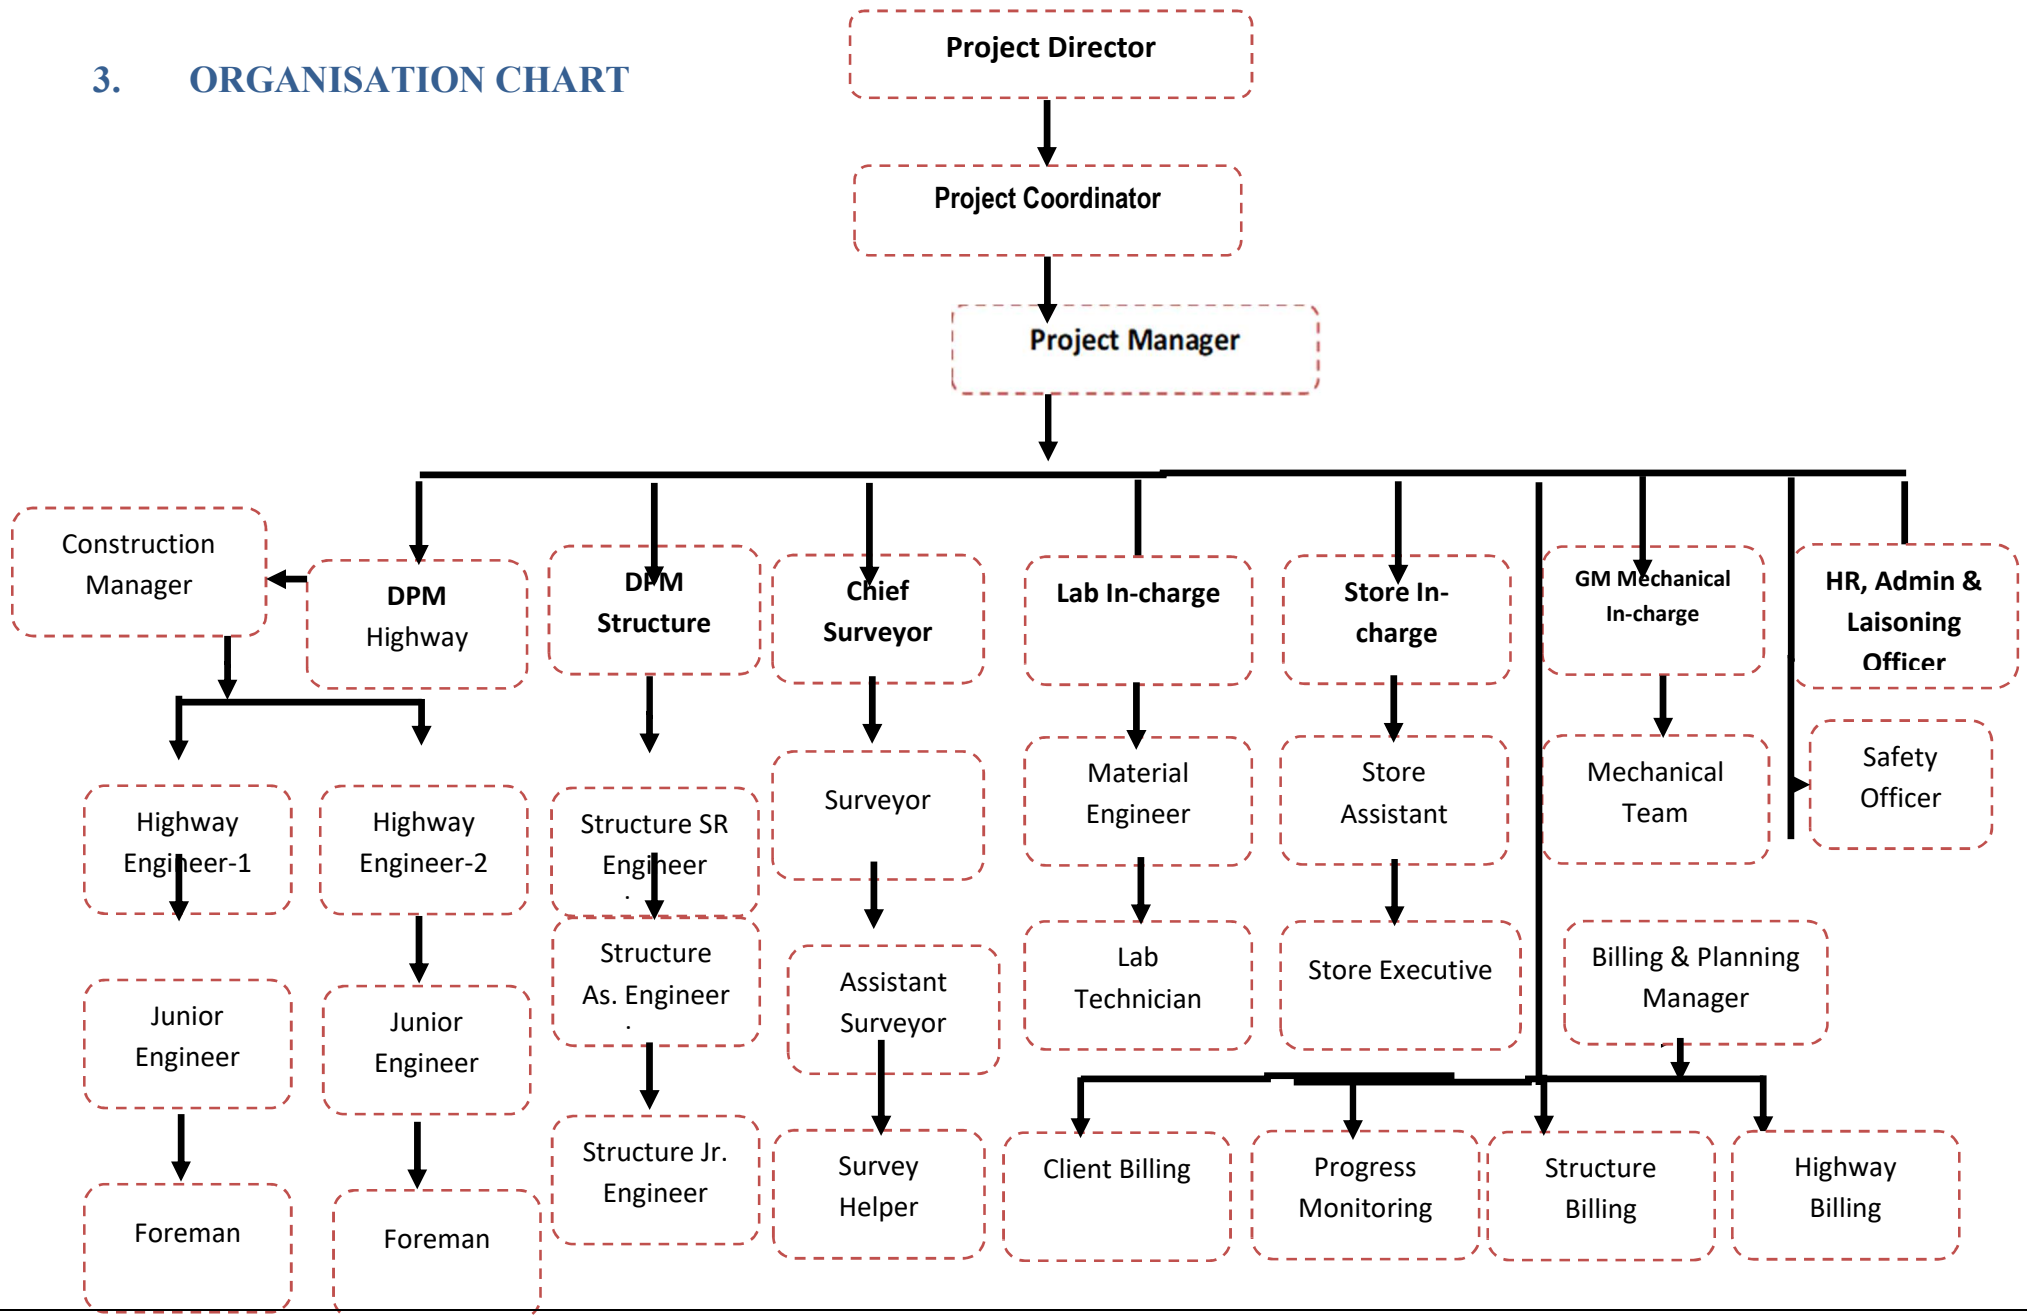 3. ORGANISATION CHART
Project Director
Project Coordinator
Project Manager
Construction
Manager
DPM
Highway
DPM
Structure
Chief
Surveyor
Lab In-charge
Store In-
charge
GM Mechanical
In-charge
HR, Admin &
Laisoning
Officer
Highway
Engineer-1
Highway
Engineer-2
Structure SR
Engineer
.
Surveyor
Material
Engineer
Store
Assistant
Mechanical
Team
Safety
Officer
Junior
Engineer
Junior
Engineer
Structure
As. Engineer
.
Assistant
Surveyor
Lab
Technician
Store Executive
Billing & Planning
Manager
Foreman
Foreman
Structure Jr.
Engineer
Survey
Helper
Client Billing
Progress
Monitoring
Structure
Billing
Highway
Billing